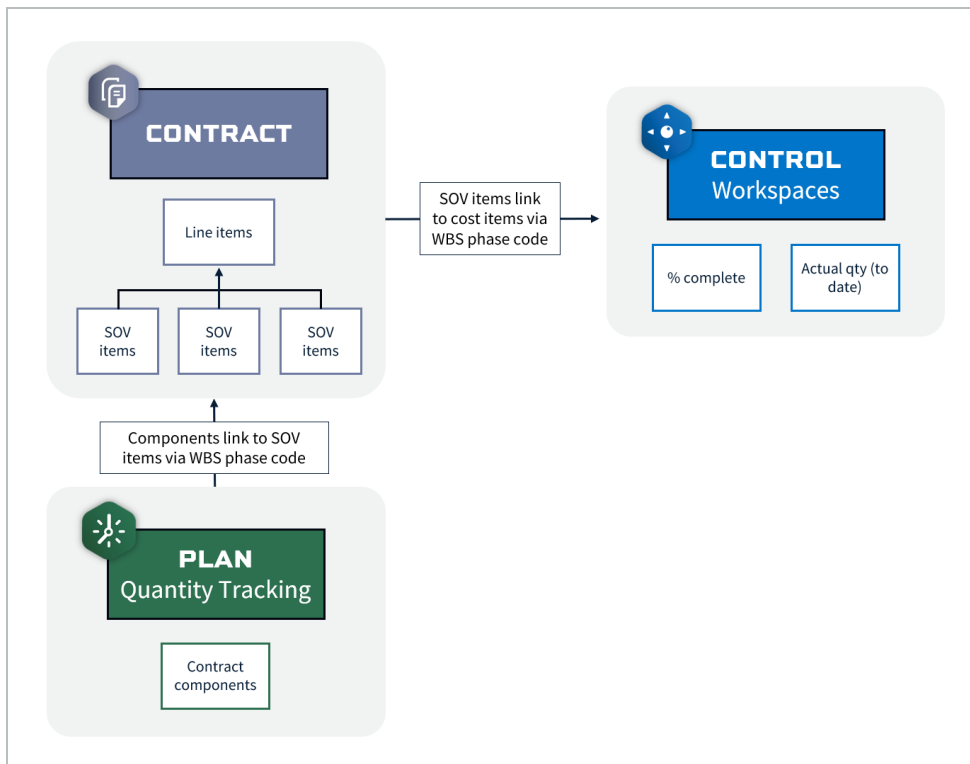 CONTRACT
Line items
SOV
items
SOV
items
SOV
items
Components link to SOV
items via WBS phase code
PLAN
Quantity Tracking
Contract
components
SOV items link
to cost items via
WBS phase code
CONTROL
Workspaces
% complete
Actual qty (to
date)